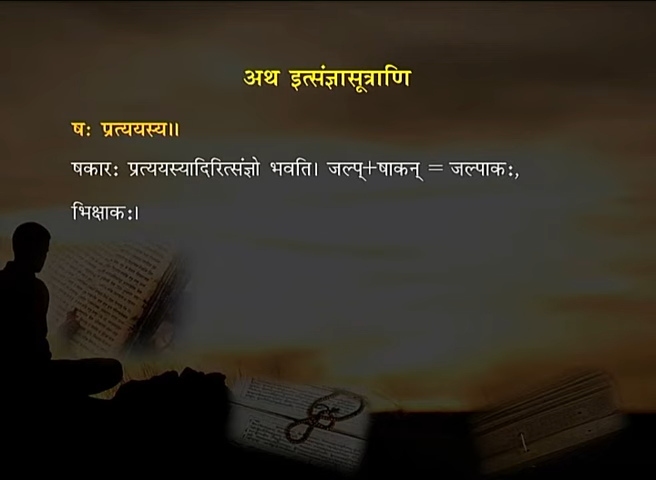 अथ इत्संज्ञासूत्राणि
षः प्रत्ययस्य॥
षकारः प्रत्ययस्यादिरित्संज्ञो भवति। जल्प्+षाकन् = जल्पाकः,
भिक्षाकः।